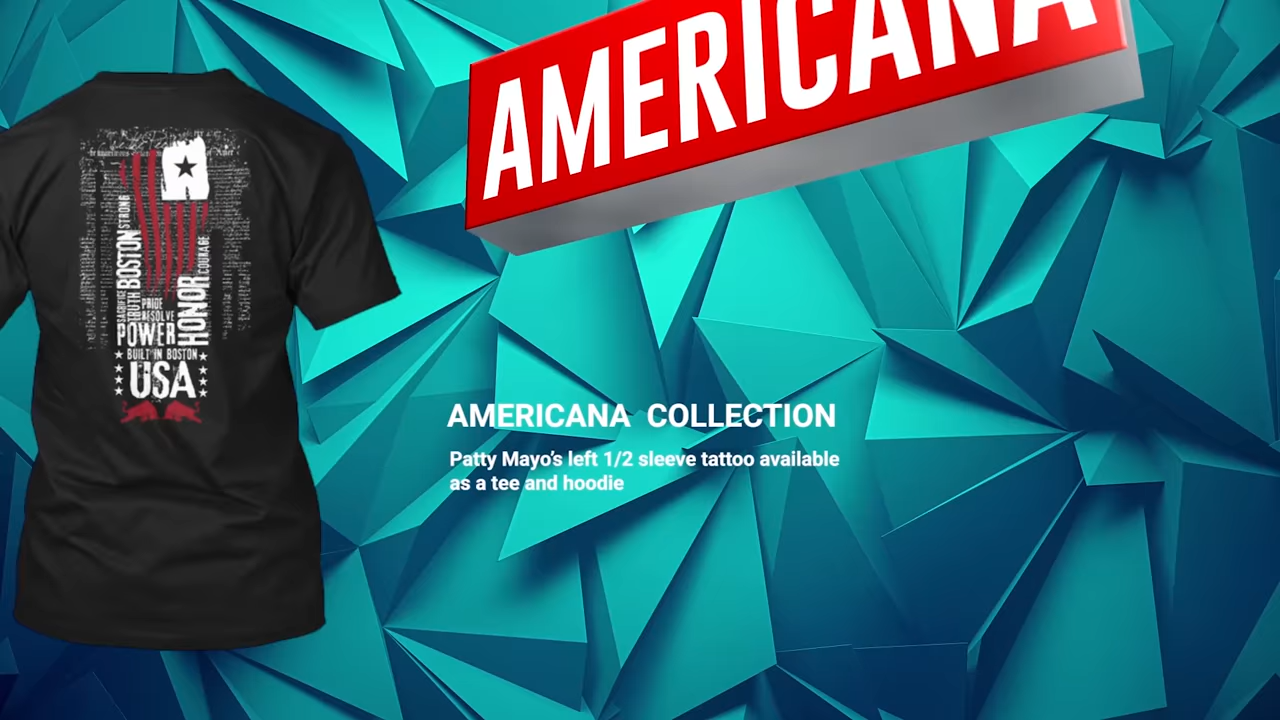 AMERICANA
STRONG
BOSTON
COURAGE
HONOR
SACRIFICE
TRUTH
PRIDE
RESOLVE
POWER
BUILT IN BOSTON
USA
AMERICANA COLLECTION
Patty Mayo's left 1/2 sleeve tattoo available
as a tee and hoodie